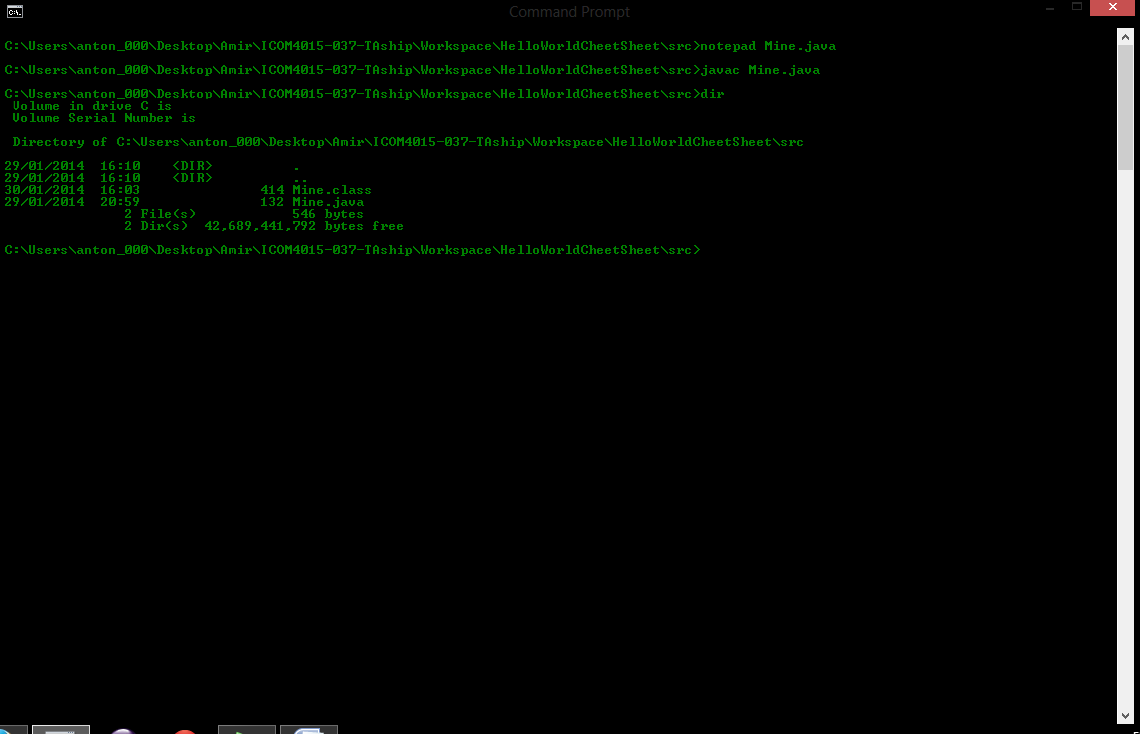 Command Prompt
C:\Users\anton_000\Desktop\Amir\ICOM4015-037-TAship\Workspace\HelloWorldCheetSheet\src>notepad Mine.java
C:\Users\anton_000\Desktop\Amir\ICOM4015-037-TAship\Workspace\HelloWorldCheetSheet\src>javac Mine.java
C:\Users\anton_000\Desktop\Amir\ICOM4015-037-TAship\Workspace\HelloWorldCheetSheet\src>dir
Volume in drive C is
Volume Serial Number is
Directory of C:\Users\anton_000\Desktop\Amir\ICOM4015-037-TAship\Workspace\HelloWorldCheetSheet\src
29/01/2014  16:10    <DIR>          .
29/01/2014  16:10    <DIR>          ..
30/01/2014  16:03               414 Mine.class
29/01/2014  20:59               132 Mine.java
2 File(s)            546 bytes
2 Dir(s)  42,689,441,792 bytes free
C:\Users\anton_000\Desktop\Amir\ICOM4015-037-TAship\Workspace\HelloWorldCheetSheet\src>